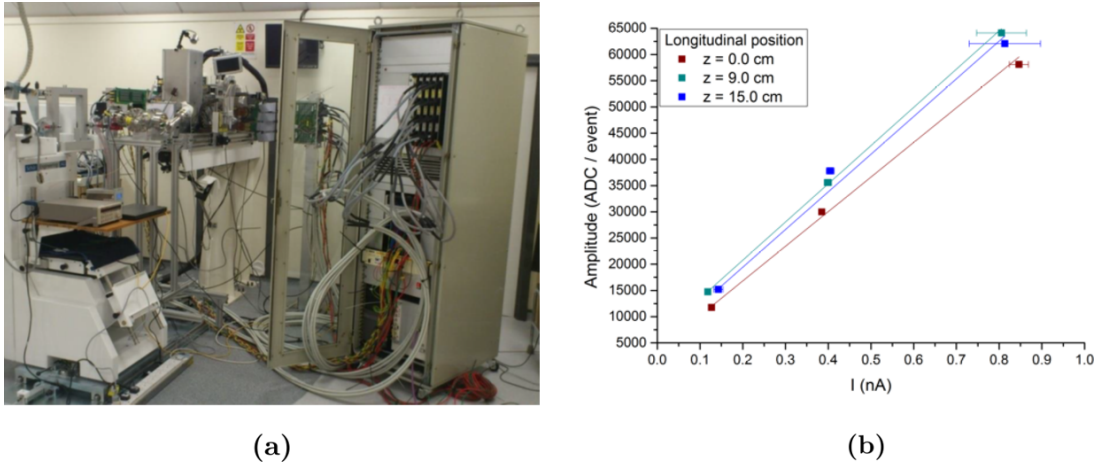 65000
60000
55000
50000
45000
40000
35000
30000
25000
20000
15000
10000
5000
Amplitude (ADC / event)
Longitudinal position
z = 0.0 cm
z = 9.0 cm
z = 15.0 cm
0.0 0.1 0.2 0.3 0.4 0.5 0.6 0.7 0.8 0.9 1.0
I (nA)
(a)
(b)